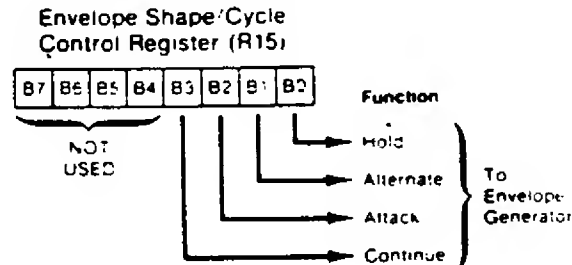 Envelope Shape/Cycle
Control Register (R15)
B7 B6 B5 B4 B3 B2 B1 B0
Function
NOT
USED
Hold
Alternate
Attack
Continue
To
Envelope
Generator